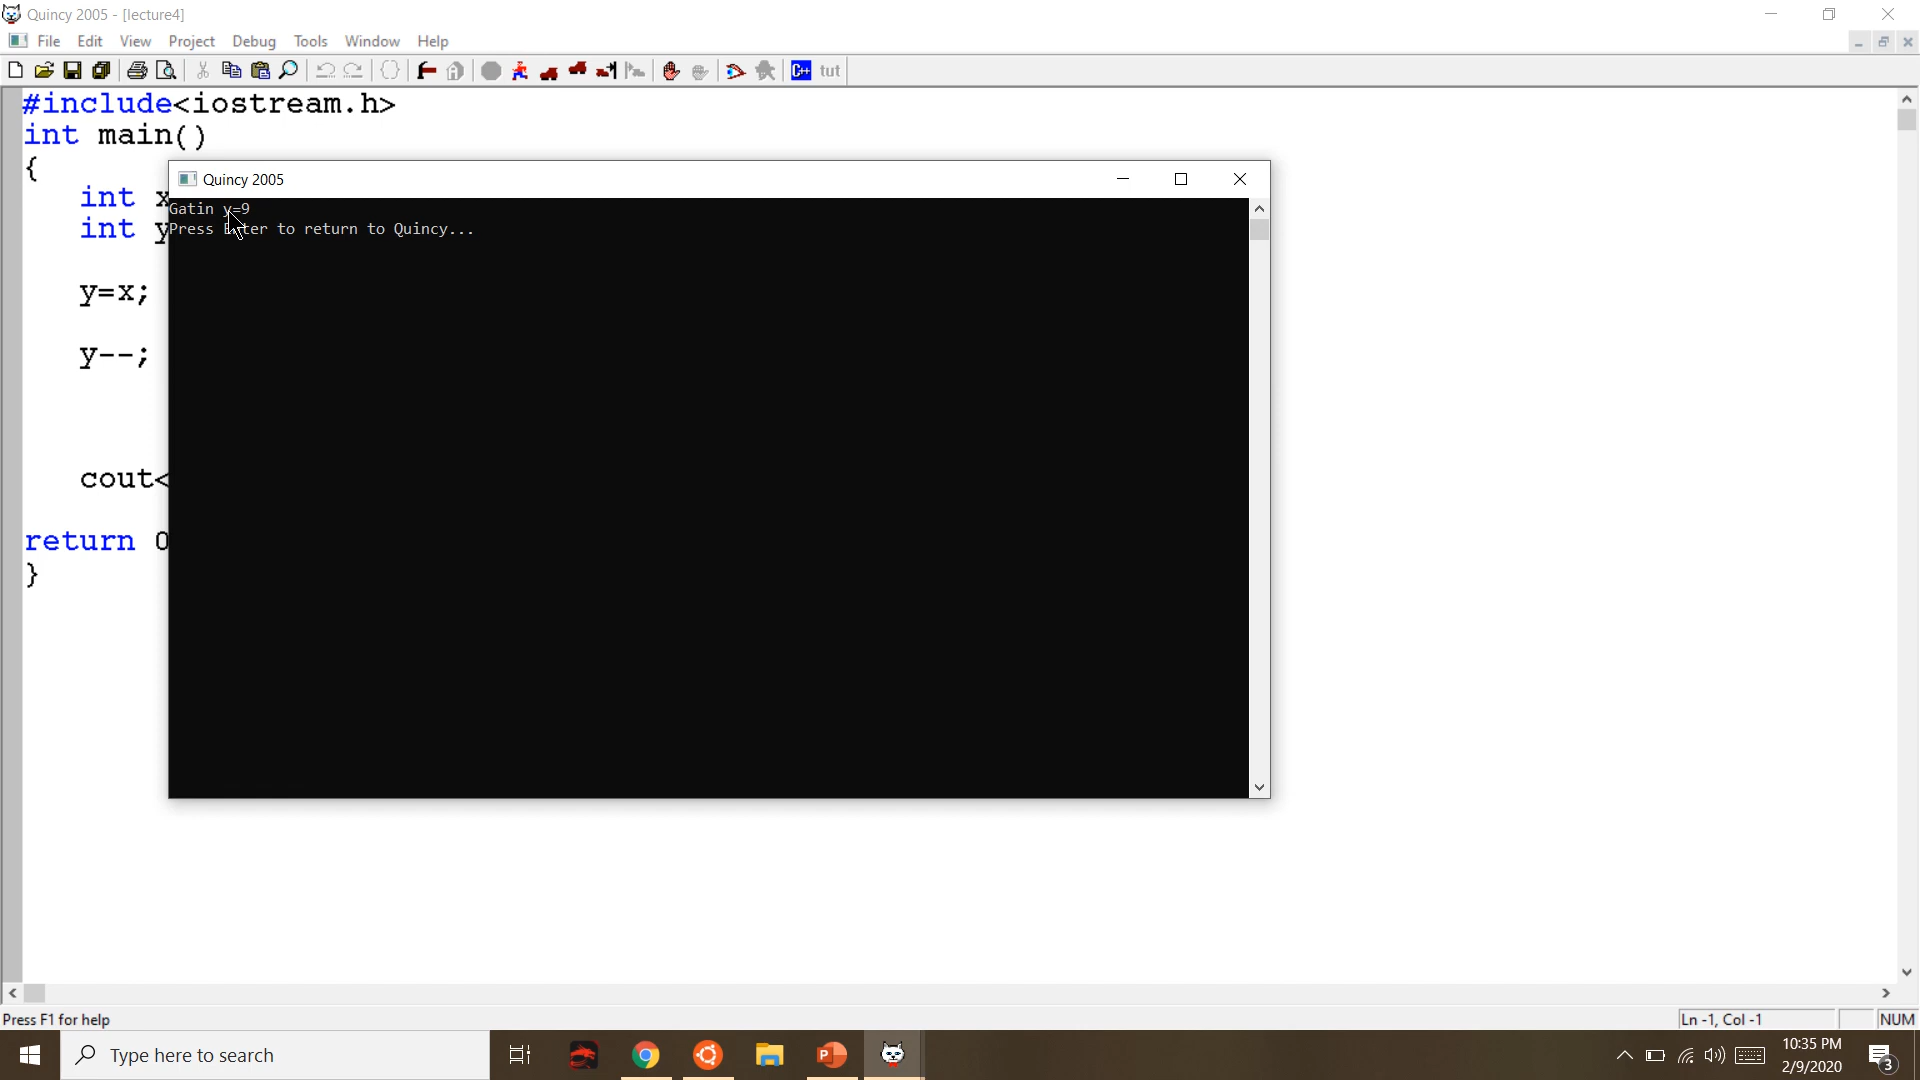 Quincy 2005 - [lecture4]
File Edit View Project Debug Tools Window Help
C++ tut
#include<iostream.h>
int main()
{
int x
int y
y=x;
y--;
cout<
return 0
}
Quincy 2005
Gatin y=9
Press Enter to return to Quincy...
Press F1 for help
Ln -1, Col -1
NUM
Type here to search
P
10:35 PM
2/9/2020
3